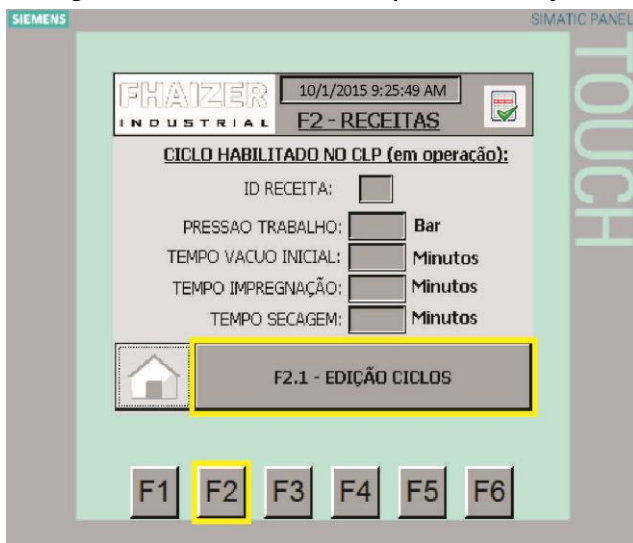 SIEMENS
SIMATIC PANEL
TOUCH
FHAIZER
INDUSTRIAL
10/1/2015 9:25:49 AM
F2 - RECEITAS
CICLO HABILITADO NO CLP (em operação):
ID RECEITA:
PRESSAO TRABALHO: Bar
TEMPO VACUO INICIAL: Minutos
TEMPO IMPREGNAÇÃO: Minutos
TEMPO SECAGEM: Minutos
F2.1 - EDIÇÃO CICLOS
F1 F2 F3 F4 F5 F6